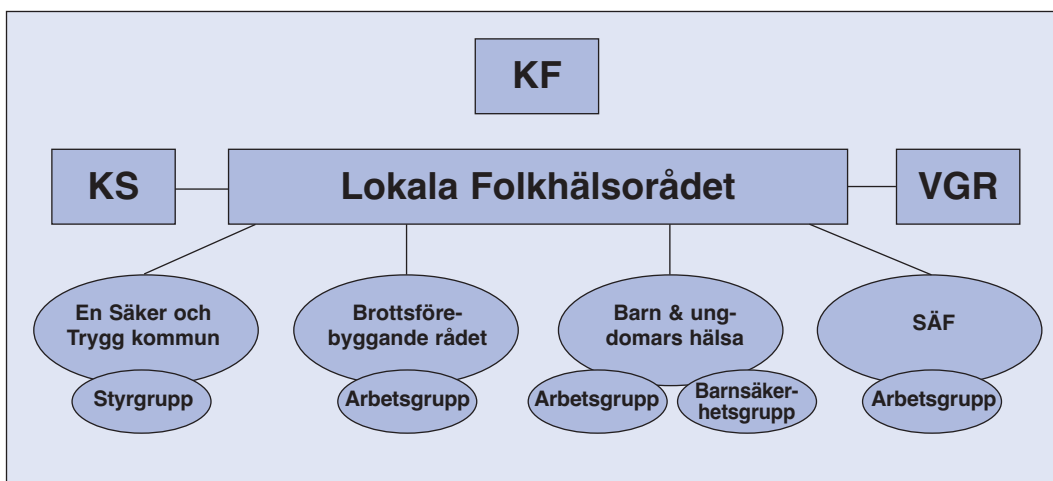 KF
KS
Lokala Folkhälsorådet
VGR
En Säker och
Trygg kommun
Styrgrupp
Brottsföre-
byggande rådet
Arbetsgrupp
Barn & ung-
domars hälsa
Arbetsgrupp
Barnsäker-
hetsgrupp
SÄF
Arbetsgrupp